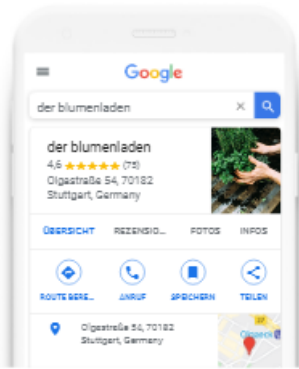 Google
der blumenladen
der blumenladen
4,6 ★★★★★ (75)
Olgastraße 54, 70182
Stuttgart, Germany
ÜBERSICHT REZENSIO... FOTOS INFOS
ROUTE BERE... ANRUF SPEICHERN TEILEN
Olgastraße 54, 70182
Stuttgart, Germany